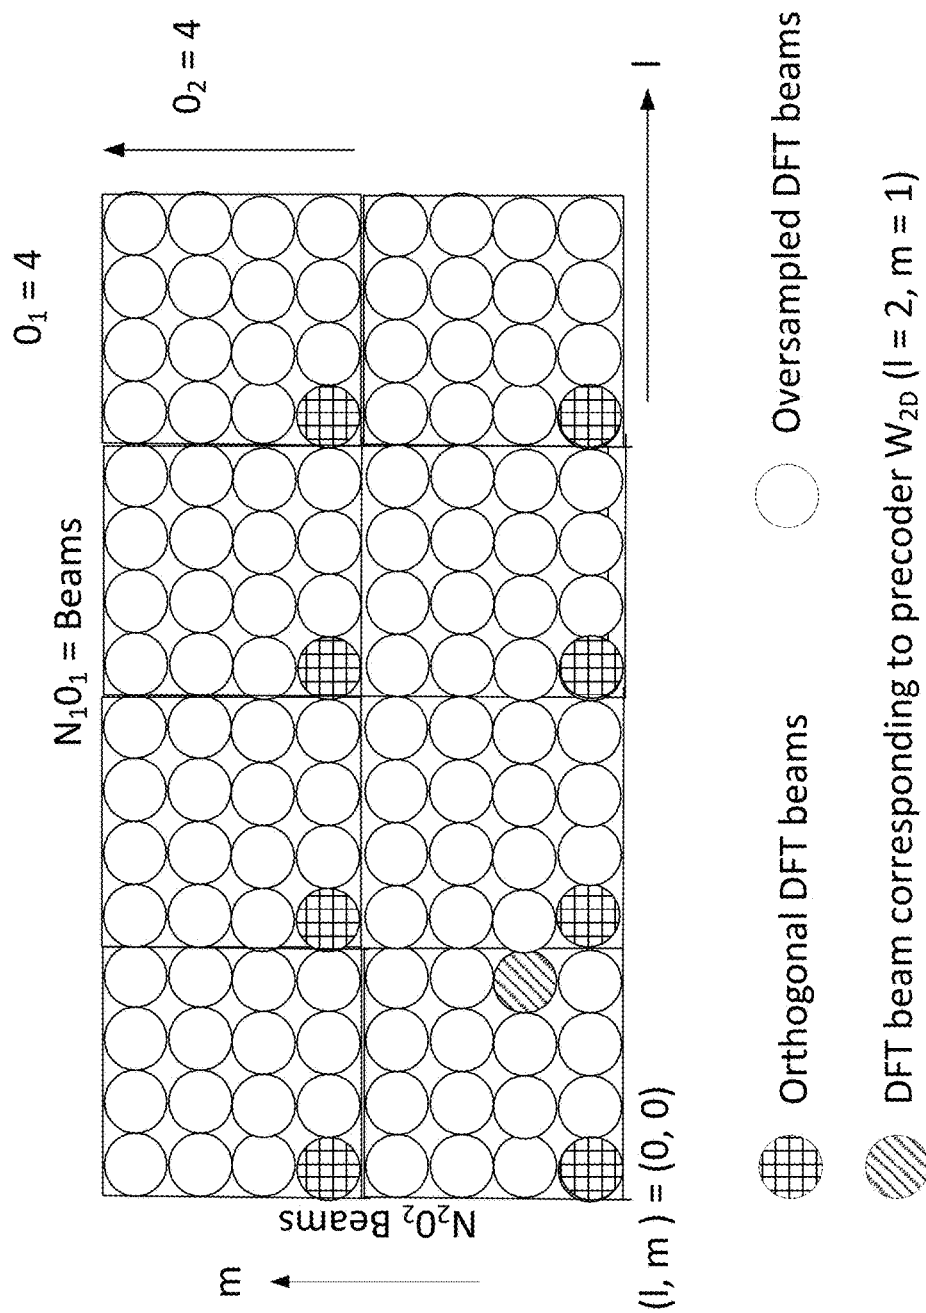 O₁ = 4
N₁O₁ = Beams
O₂ = 4
N₂O₂ Beams
m
l
(l, m ) = (0, 0)
Orthogonal DFT beams
Oversampled DFT beams
DFT beam corresponding to precoder W₂D (l = 2, m = 1)